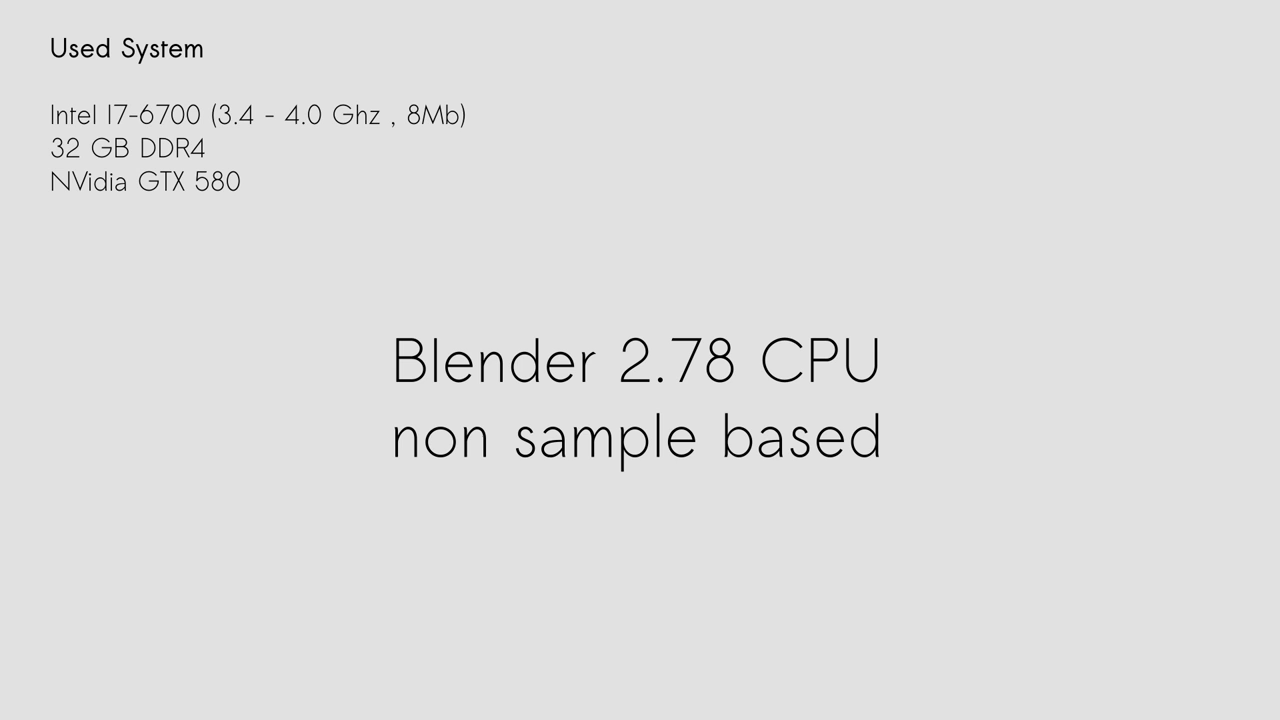 Used System
Intel I7-6700 (3.4 - 4.0 Ghz , 8Mb)
32 GB DDR4
NVidia GTX 580
Blender 2.78 CPU
non sample based